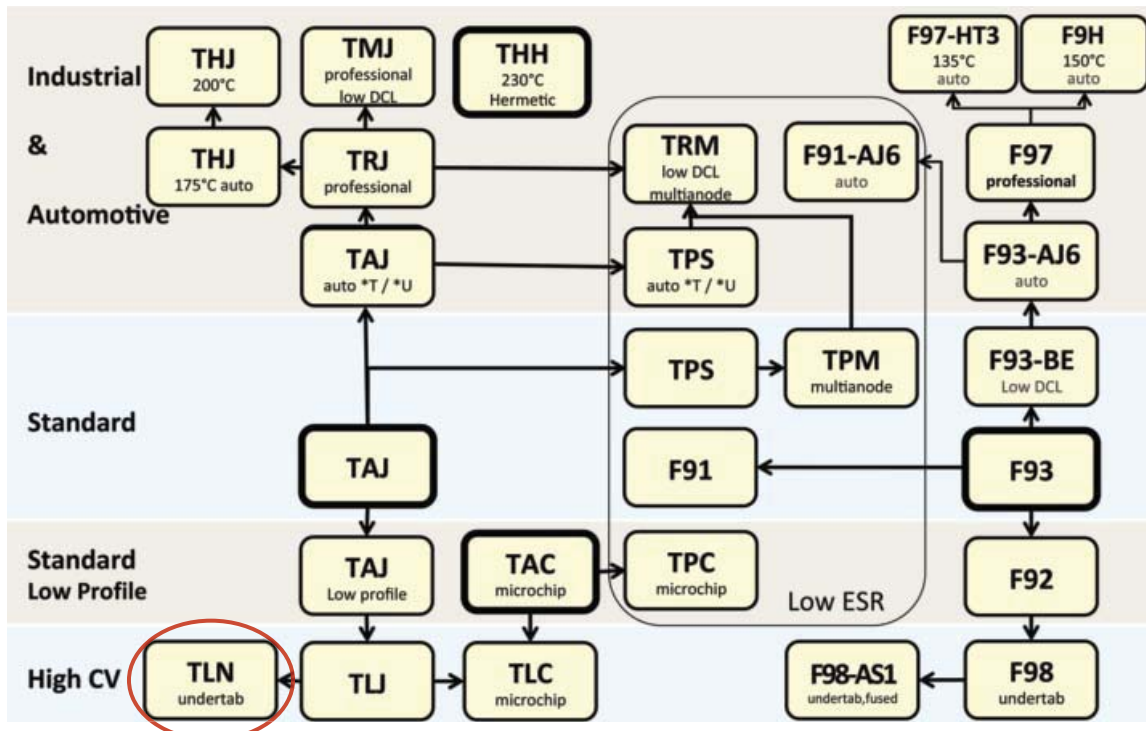 Industrial
&
Automotive
THJ
200°C
TMJ
professional
low DCL
THH
230°C
Hermetic
F97-HT3
135°C
auto
F9H
150°C
auto
THJ
175°C auto
TRJ
professional
TRM
low DCL
multianode
F91-AJ6
auto
F97
professional
TAJ
auto *T / *U
TPS
auto *T / *U
F93-AJ6
auto
Standard
TPS
TPM
multianode
F93-BE
Low DCL
TAJ
F91
F93
Standard
Low Profile
TAJ
Low profile
TAC
microchip
TPC
microchip
Low ESR
F92
High CV
TLN
undertab
TLJ
TLC
microchip
F98-AS1
undertab,fused
F98
undertab